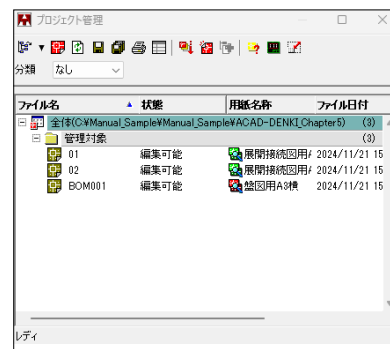 プロジェクト管理
分類 なし
ファイル名 状態 用紙名称 ファイル日付
全体(C:¥Manual_Sample¥Manual_Sample¥ACAD-DENKI_Chapter5) (3)
管理対象 (3)
01 編集可能 展開接続図用 2024/11/21 15
02 編集可能 展開接続図用 2024/11/21 15
BOM001 編集可能 盤図用A3横 2024/11/21 15
レディ